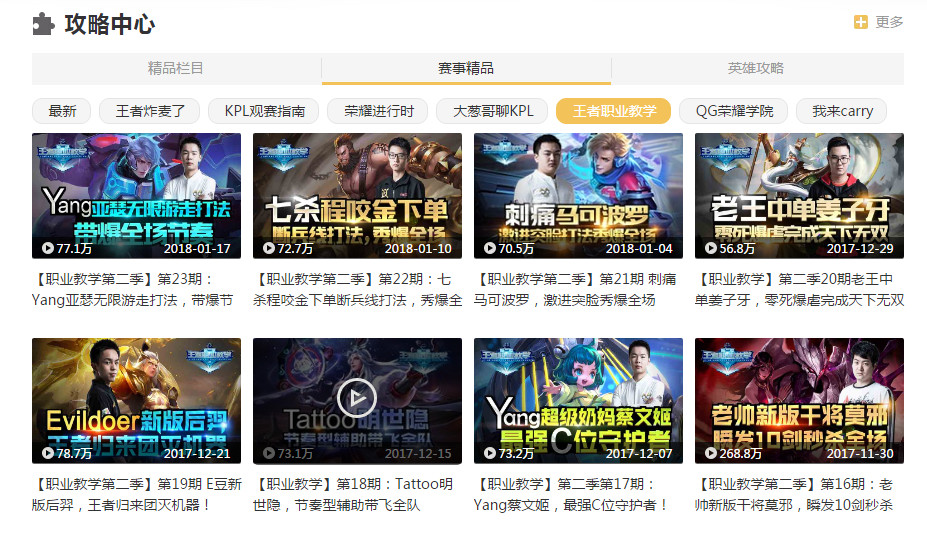 攻略中心
更多
精品栏目
赛事精品
英雄攻略
最新
王者炸麦了
KPL观赛指南
荣耀进行时
大葱哥聊KPL
王者职业教学
QG荣耀学院
我来carry
王者职业教学
Yang亚瑟无限游走打法
带爆全场节奏
77.1万
2018-01-17
王者职业教学
七杀程咬金下单
断兵线打法，秀爆全场
72.7万
2018-01-10
王者职业教学
刺痛马可波罗
激进突脸打法秀爆全场
70.5万
2018-01-04
王者职业教学
老王中单姜子牙
零死爆虐完成天下无双
56.8万
2017-12-29
【职业教学第二季】第23期：
Yang亚瑟无限游走打法，带爆节
【职业教学第二季】第22期：七
杀程咬金下单断兵线打法，秀爆全
【职业教学第二季】第21期 刺痛
马可波罗，激进突脸秀爆全场
【职业教学】第二季20期老王中
单姜子牙，零死爆虐完成天下无双
王者职业教学
Evildoer新版后羿
王者归来团灭机器
78.7万
2017-12-21
Tattoo明世隐
节奏型辅助带飞全队
73.1万
2017-12-15
王者职业教学
Yang超级奶妈蔡文姬
最强C位守护者
73.2万
2017-12-07
王者职业教学
老帅新版干将莫邪
瞬发10剑秒杀全场
268.8万
2017-11-30
【职业教学第二季】第19期 E豆新
版后羿，王者归来团灭机器！
【职业教学】第18期：Tattoo明
世隐，节奏型辅助带飞全队
【职业教学】第二季第17期：
Yang蔡文姬，最强C位守护者！
【职业教学第二季】第16期：老
帅新版干将莫邪，瞬发10剑秒杀